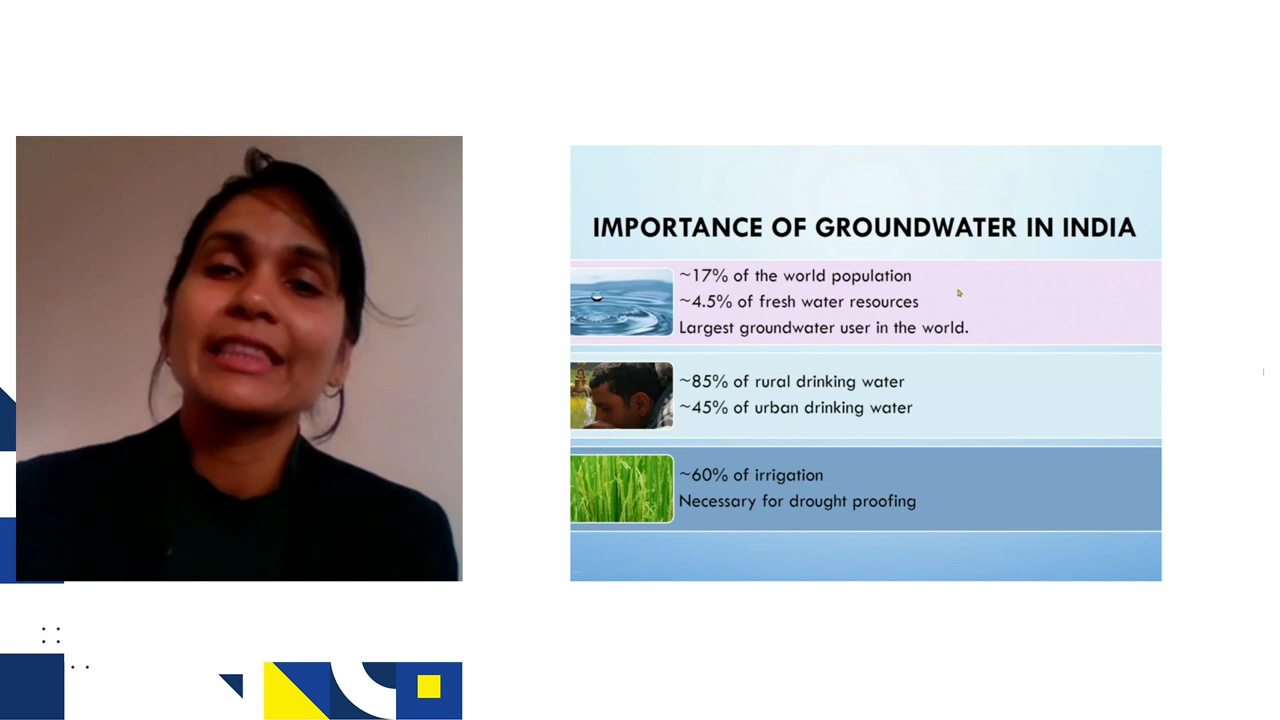 IMPORTANCE OF GROUNDWATER IN INDIA
~17% of the world population
~4.5% of fresh water resources
Largest groundwater user in the world.
~85% of rural drinking water
~45% of urban drinking water
~60% of irrigation
Necessary for drought proofing